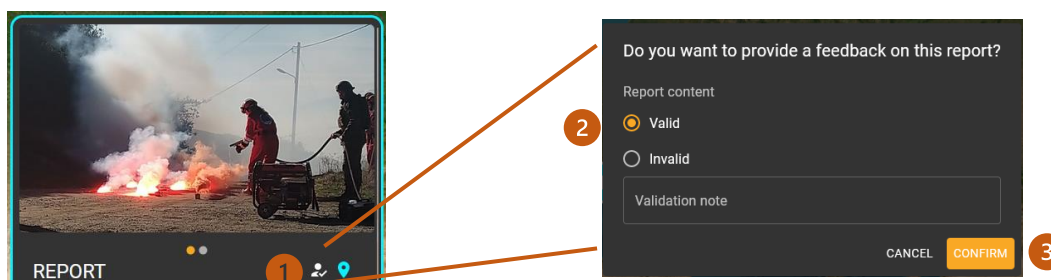 REPORT
1
Do you want to provide a feedback on this report?
Report content
2
Valid
Invalid
Validation note
CANCEL CONFIRM
3